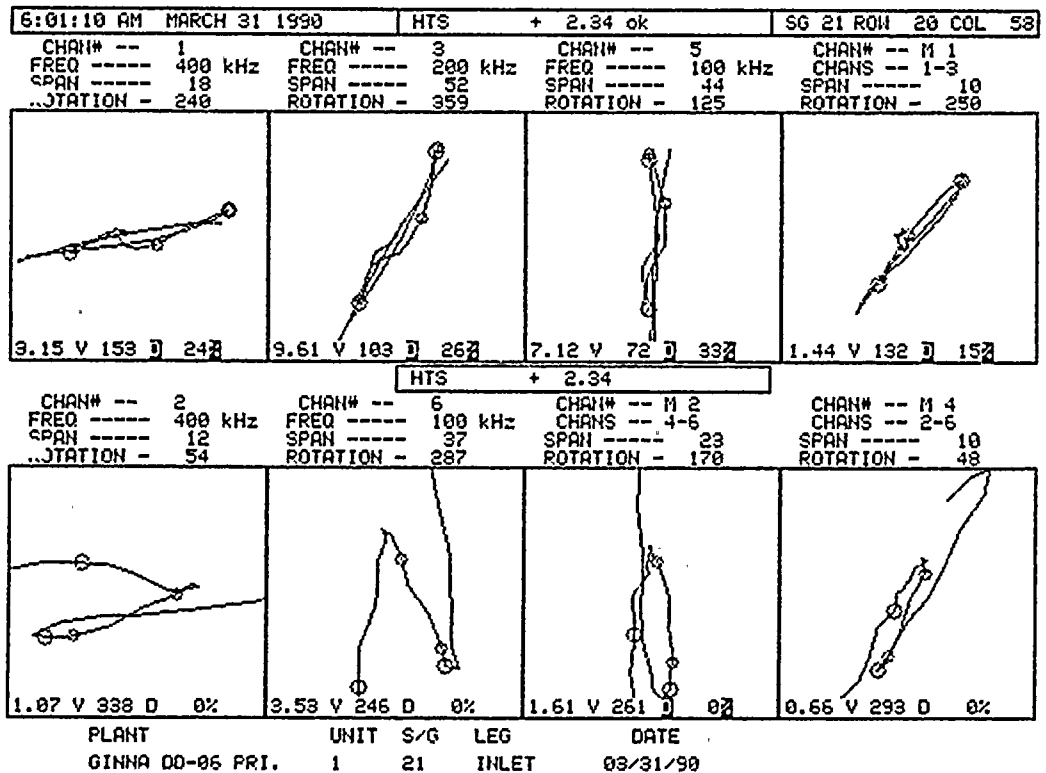 6:01:10 AM MARCH 31 1990 HTS + 2.34 ok SG 21 ROW 20 COL 58
CHAN# -- 1 CHAN# -- 3 CHAN# -- 5 CHAN# -- M 1
FREQ ----- 400 kHz FREQ ----- 200 kHz FREQ ----- 100 kHz CHANS -- 1-3
SPAN ----- 18 SPAN ----- 52 SPAN ----- 44 SPAN ----- 10
..OTATION - 240 ROTATION - 359 ROTATION - 125 ROTATION - 250
3.15 V 153 D 24% 9.61 V 103 D 26% 7.12 V 72 D 33% 1.44 V 132 D 15%
HTS + 2.34
CHAN# -- 2 CHAN# -- 6 CHAN# -- M 2 CHAN# -- M 4
FREQ ----- 400 kHz FREQ ----- 100 kHz CHANS -- 4-6 CHANS -- 2-6
SPAN ----- 12 SPAN ----- 37 SPAN ----- 23 SPAN ----- 10
..OTATION - 54 ROTATION - 287 ROTATION - 170 ROTATION - 48
1.07 V 338 D 0% 3.53 V 246 D 0% 1.61 V 261 D 0% 0.66 V 293 D 0%
PLANT UNIT S/G LEG DATE
GINNA DD-06 PRI. 1 21 INLET 03/31/90